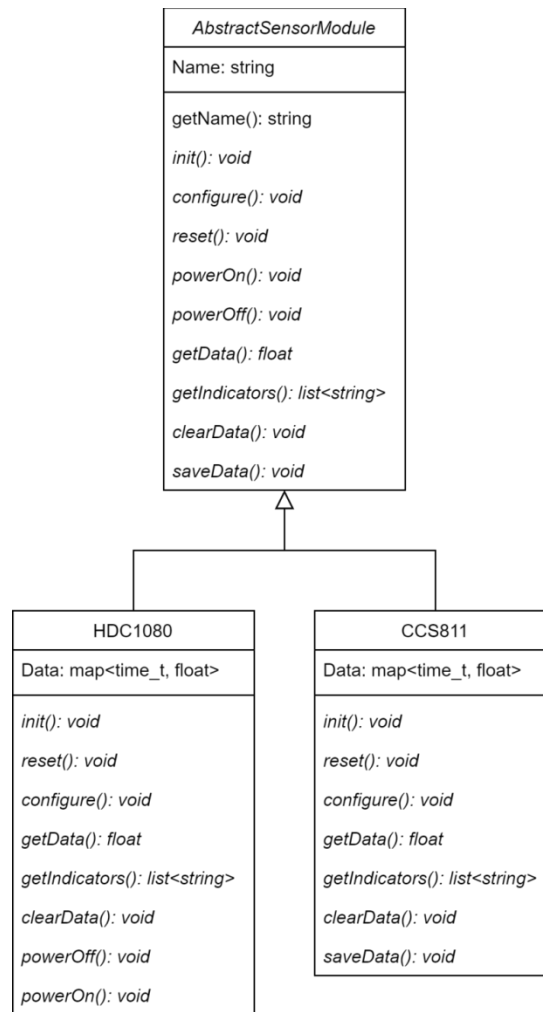 AbstractSensorModule
Name: string
getName(): string
init(): void
configure(): void
reset(): void
powerOn(): void
powerOff(): void
getData(): float
getIndicators(): list<string>
clearData(): void
saveData(): void
HDC1080
Data: map<time_t, float>
init(): void
reset(): void
configure(): void
getData(): float
getIndicators(): list<string>
clearData(): void
powerOff(): void
powerOn(): void
CCS811
Data: map<time_t, float>
init(): void
reset(): void
configure(): void
getData(): float
getIndicators(): list<string>
clearData(): void
saveData(): void